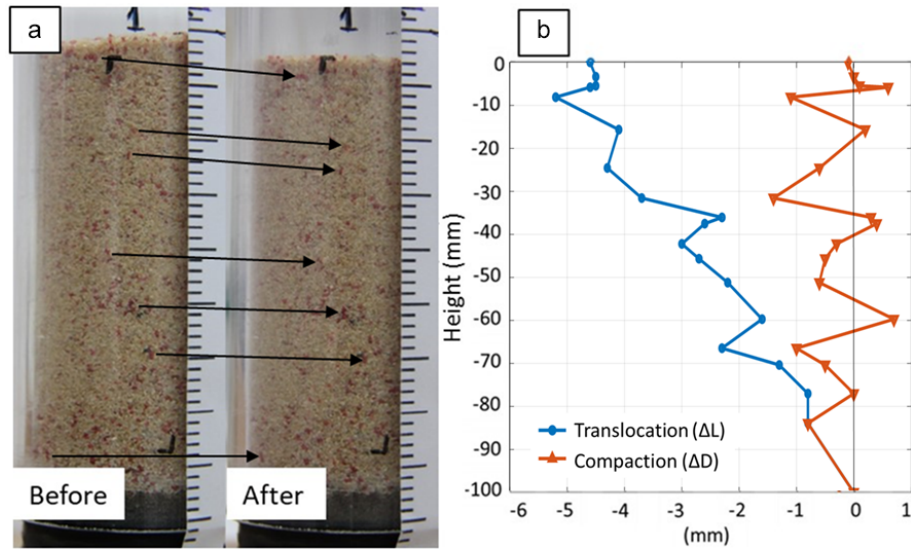 a
1
1
Before
After
b
0
-10
-20
-30
-40
-50
-60
-70
-80
-90
-100
Height (mm)
Translocation (ΔL)
Compaction (ΔD)
-6 -5 -4 -3 -2 -1 0 1
(mm)